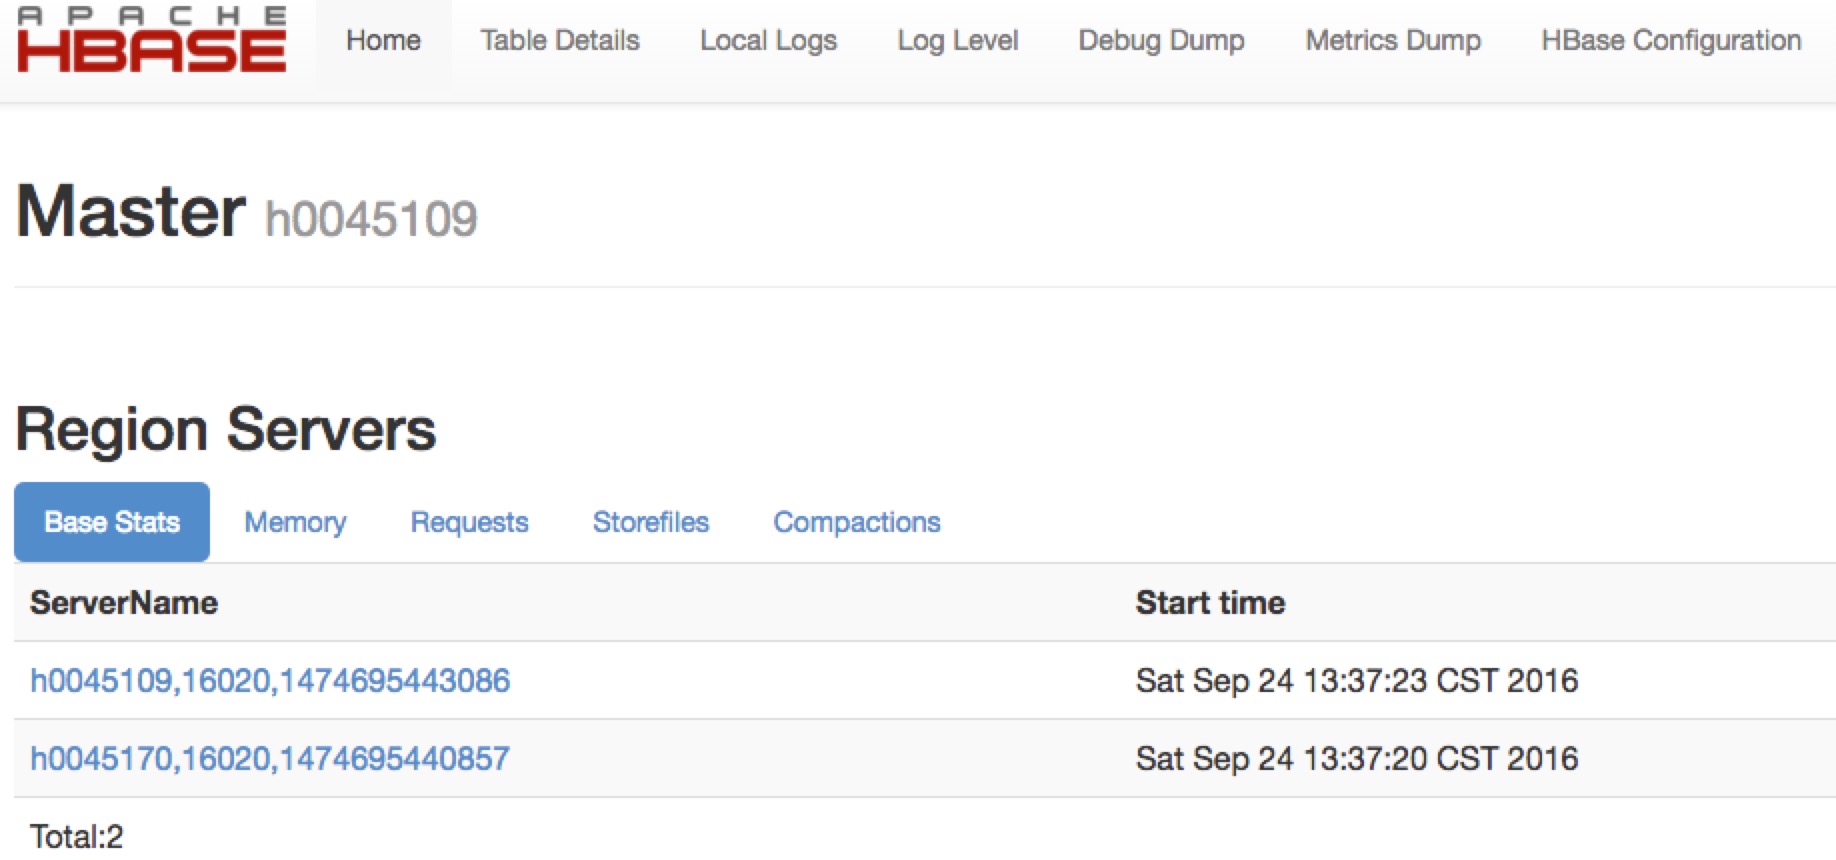 APACHE
HBASE
Home Table Details Local Logs Log Level Debug Dump Metrics Dump HBase Configuration
Master h0045109
Region Servers
Base Stats Memory Requests Storefiles Compactions
ServerName Start time
h0045109,16020,1474695443086 Sat Sep 24 13:37:23 CST 2016
h0045170,16020,1474695440857 Sat Sep 24 13:37:20 CST 2016
Total:2